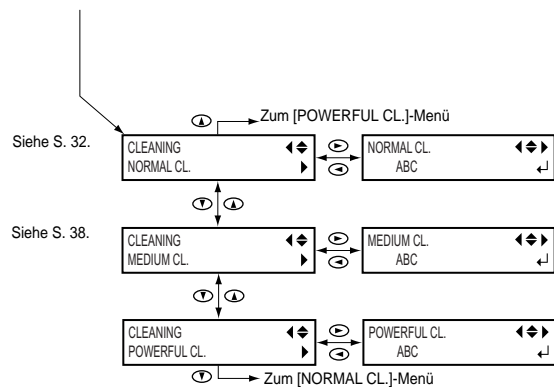 Zum [POWERFUL CL.]-Menü
Siehe S. 32.
CLEANING
NORMAL CL.
NORMAL CL.
ABC
Siehe S. 38.
CLEANING
MEDIUM CL.
MEDIUM CL.
ABC
CLEANING
POWERFUL CL.
POWERFUL CL.
ABC
Zum [NORMAL CL.]-Menü